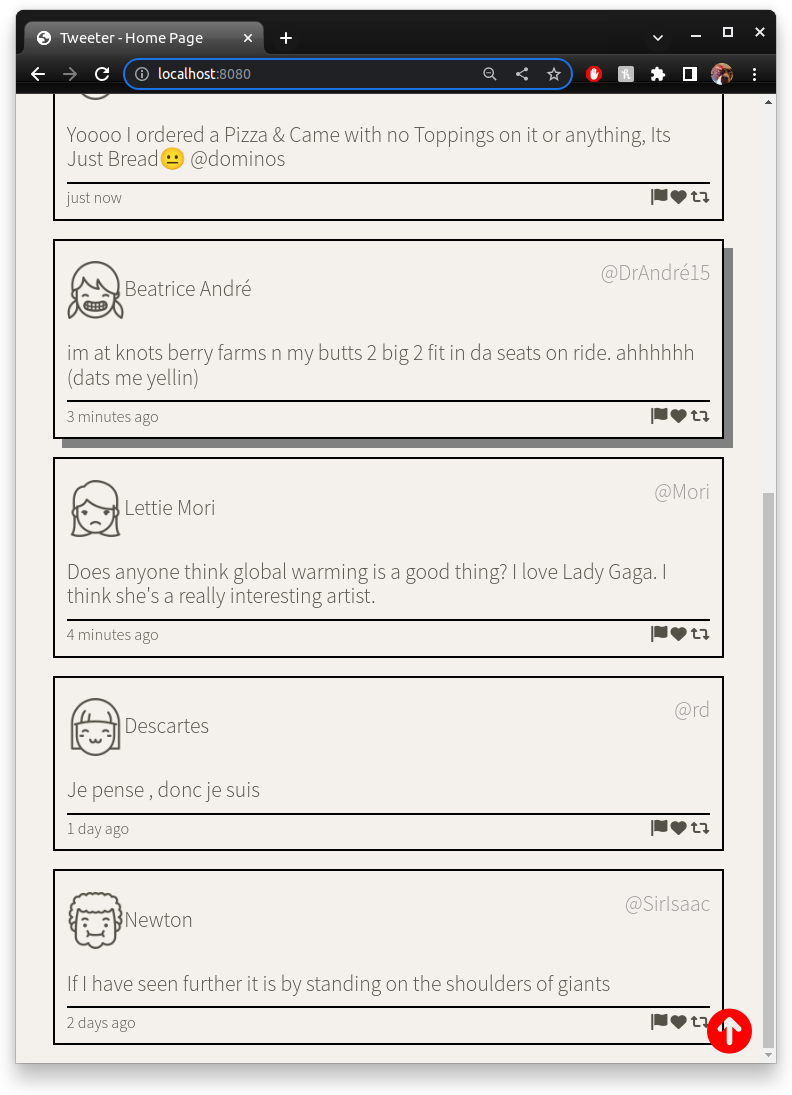 Tweeter - Home Page
localhost:8080
Yoooo I ordered a Pizza & Came with no Toppings on it or anything, Its
Just Bread😐 @dominos
just now
Beatrice André
@DrAndré15
im at knots berry farms n my butts 2 big 2 fit in da seats on ride. ahhhhhh
(dats me yellin)
3 minutes ago
Lettie Mori
@Mori
Does anyone think global warming is a good thing? I love Lady Gaga. I
think she's a really interesting artist.
4 minutes ago
Descartes
@rd
Je pense , donc je suis
1 day ago
Newton
@SirIsaac
If I have seen further it is by standing on the shoulders of giants
2 days ago